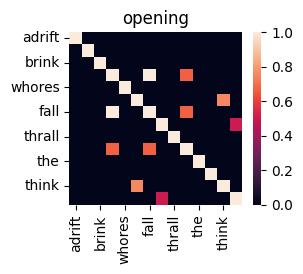 opening
adrift
brink
whores
fall
thrall
the
think
adrift
brink
whores
fall
thrall
the
think
1.0
0.8
0.6
0.4
0.2
0.0